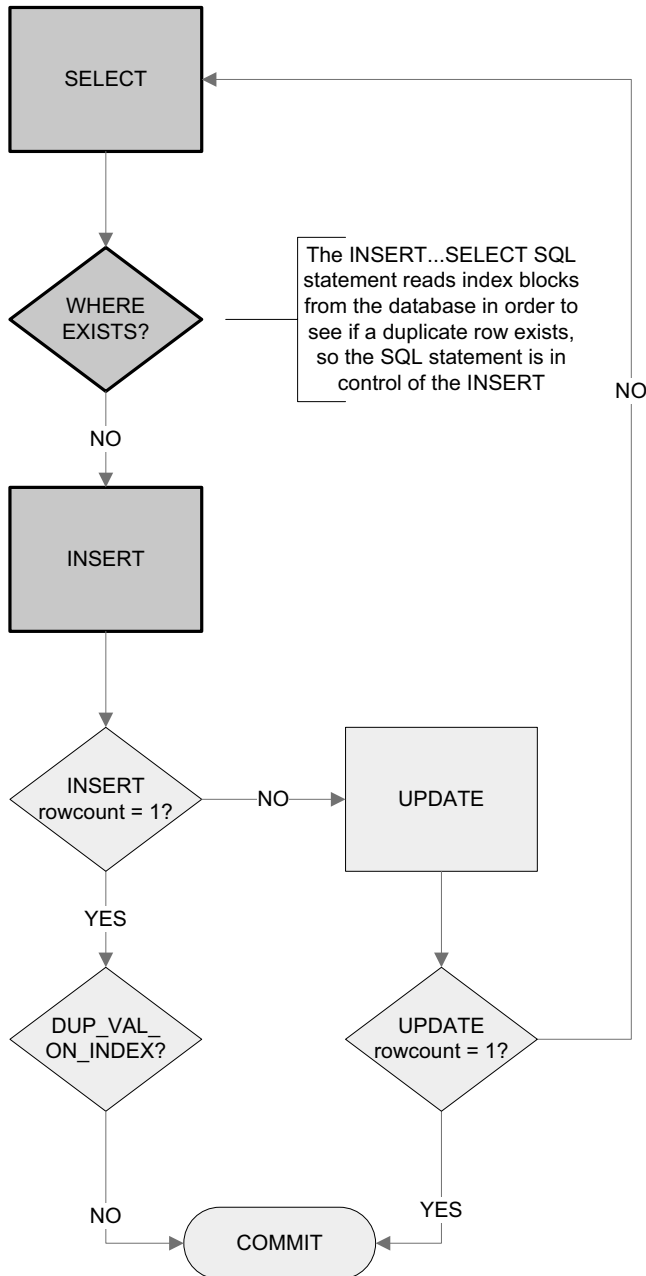 SELECT
WHERE
EXISTS?
The INSERT...SELECT SQL
statement reads index blocks
from the database in order to
see if a duplicate row exists,
so the SQL statement is in
control of the INSERT
NO
NO
INSERT
INSERT
rowcount = 1?
NO
UPDATE
YES
DUP_VAL_
ON_INDEX?
UPDATE
rowcount = 1?
NO
YES
COMMIT